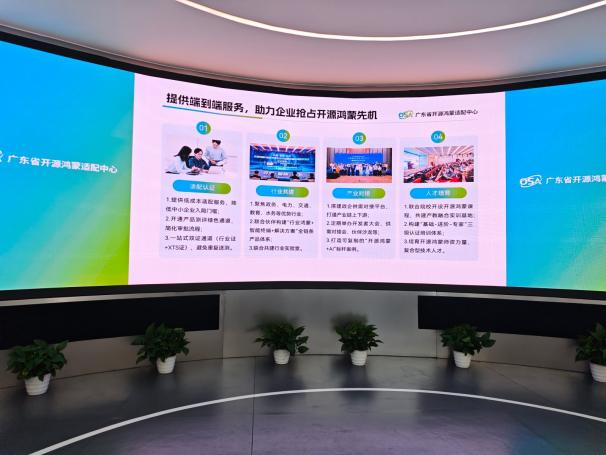 提供端到端服务，助力企业抢占开源鸿蒙先机
OSA 广东省开源鸿蒙适配中心
广东省开源鸿蒙适配中心
OSA 广东省开源鸿蒙适配中心
01
适配认证
1.提供低成本适配服务，降
低中小企业入局门槛；
2.开通产品测评绿色通道，
简化审批流程；
3.一站式双证通道（行业证
+XTS证），避免重复送测。
02
行业共建
1.聚焦政务、电力、交通、
教育、水务等优势行业；
2.联合伙伴构建“行业鸿蒙+
智能终端+解决方案”全链条
产品体系；
3.联合共建行业实验室。
03
产业对接
1.搭建政企供需对接平台，
打通产业链上下游；
2.定期举办开发者大会、供
需对接会、伙伴沙龙等；
3.打造可复制的“开源鸿蒙
+AI”标杆案例。
04
人才培育
1.联合院校开设开源鸿蒙
课程，共建产教融合实训基地；
2.构建“基础-进阶-专家”三
级认证培训体系；
3.培育开源鸿蒙师资力量、
复合型技术人才。